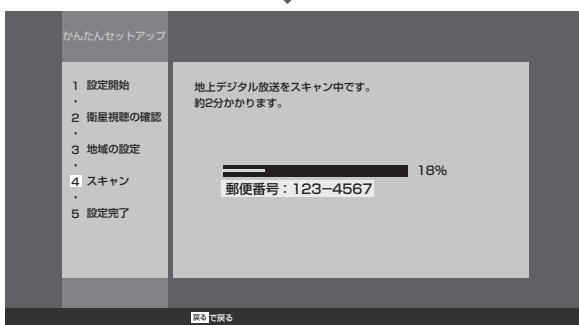 かんたんセットアップ
1 設定開始
2 衛星視聴の確認
3 地域の設定
4 スキャン
5 設定完了
地上デジタル放送をスキャン中です。
約2分かかります。
18%
郵便番号：123−4567
戻る で戻る